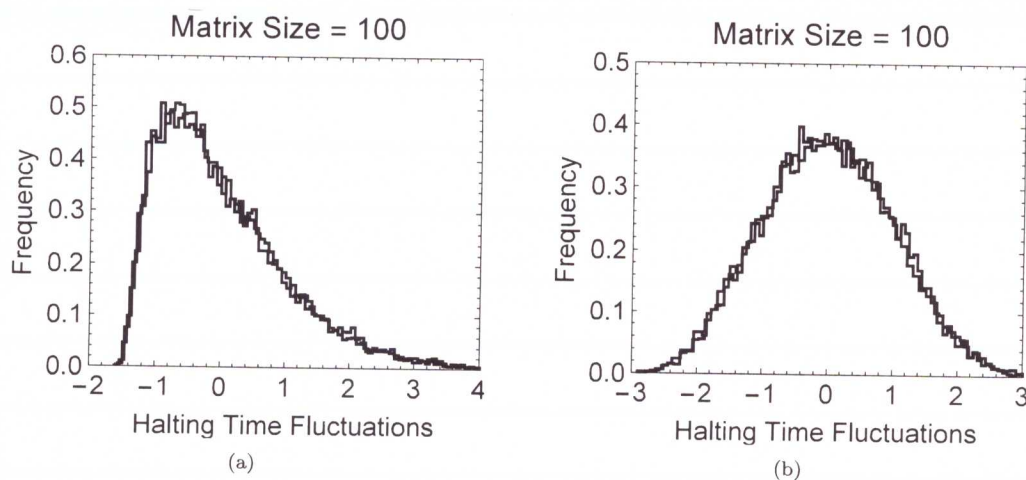 Matrix Size = 100
0.6
0.5
0.4
0.3
0.2
0.1
0.0
Frequency
−2 −1 0 1 2 3 4
Halting Time Fluctuations
(a)
Matrix Size = 100
0.5
0.4
0.3
0.2
0.1
0.0
Frequency
−3 −2 −1 0 1 2 3
Halting Time Fluctuations
(b)